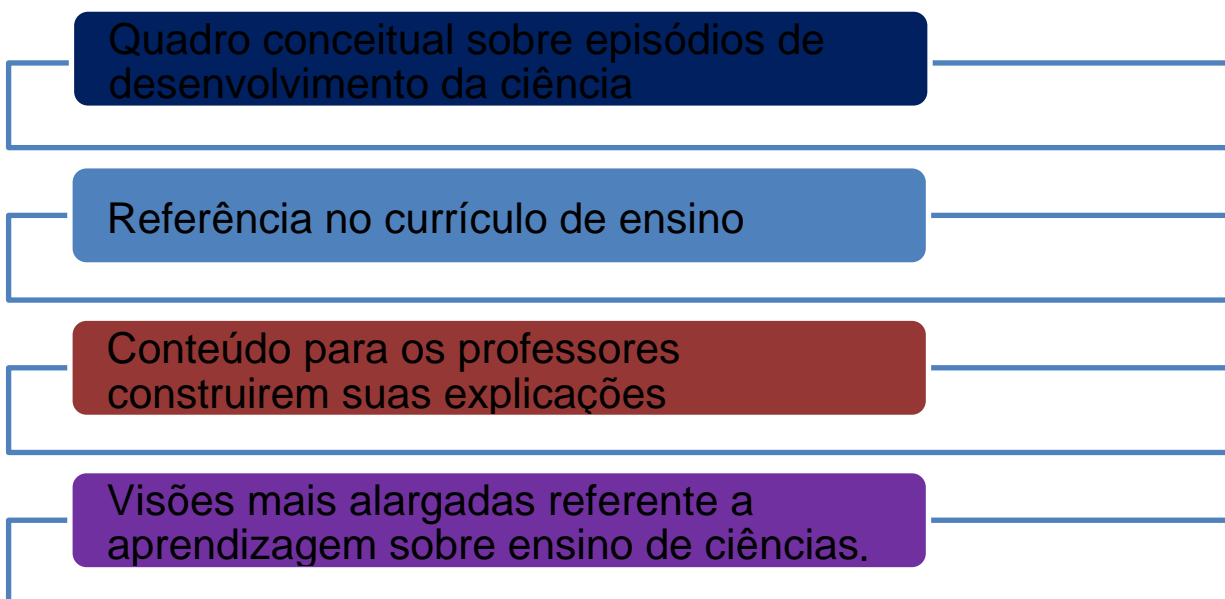 Quadro conceitual sobre episódios de
desenvolvimento da ciência
Referência no currículo de ensino
Conteúdo para os professores
construirem suas explicações
Visões mais alargadas referente a
aprendizagem sobre ensino de ciências.